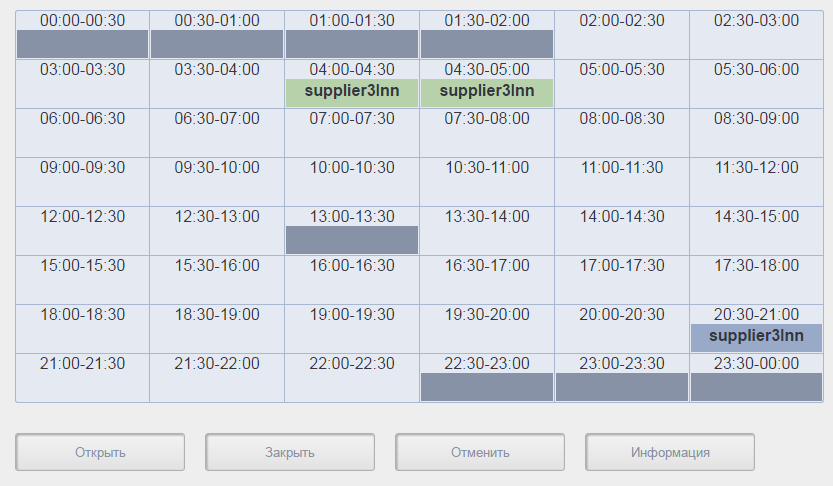 00:00-00:30 00:30-01:00 01:00-01:30 01:30-02:00 02:00-02:30 02:30-03:00
03:00-03:30 03:30-04:00 04:00-04:30 04:30-05:00 05:00-05:30 05:30-06:00
supplier3Inn supplier3Inn
06:00-06:30 06:30-07:00 07:00-07:30 07:30-08:00 08:00-08:30 08:30-09:00
09:00-09:30 09:30-10:00 10:00-10:30 10:30-11:00 11:00-11:30 11:30-12:00
12:00-12:30 12:30-13:00 13:00-13:30 13:30-14:00 14:00-14:30 14:30-15:00
15:00-15:30 15:30-16:00 16:00-16:30 16:30-17:00 17:00-17:30 17:30-18:00
18:00-18:30 18:30-19:00 19:00-19:30 19:30-20:00 20:00-20:30 20:30-21:00
supplier3Inn
21:00-21:30 21:30-22:00 22:00-22:30 22:30-23:00 23:00-23:30 23:30-00:00
Открыть Закрыть Отменить Информация